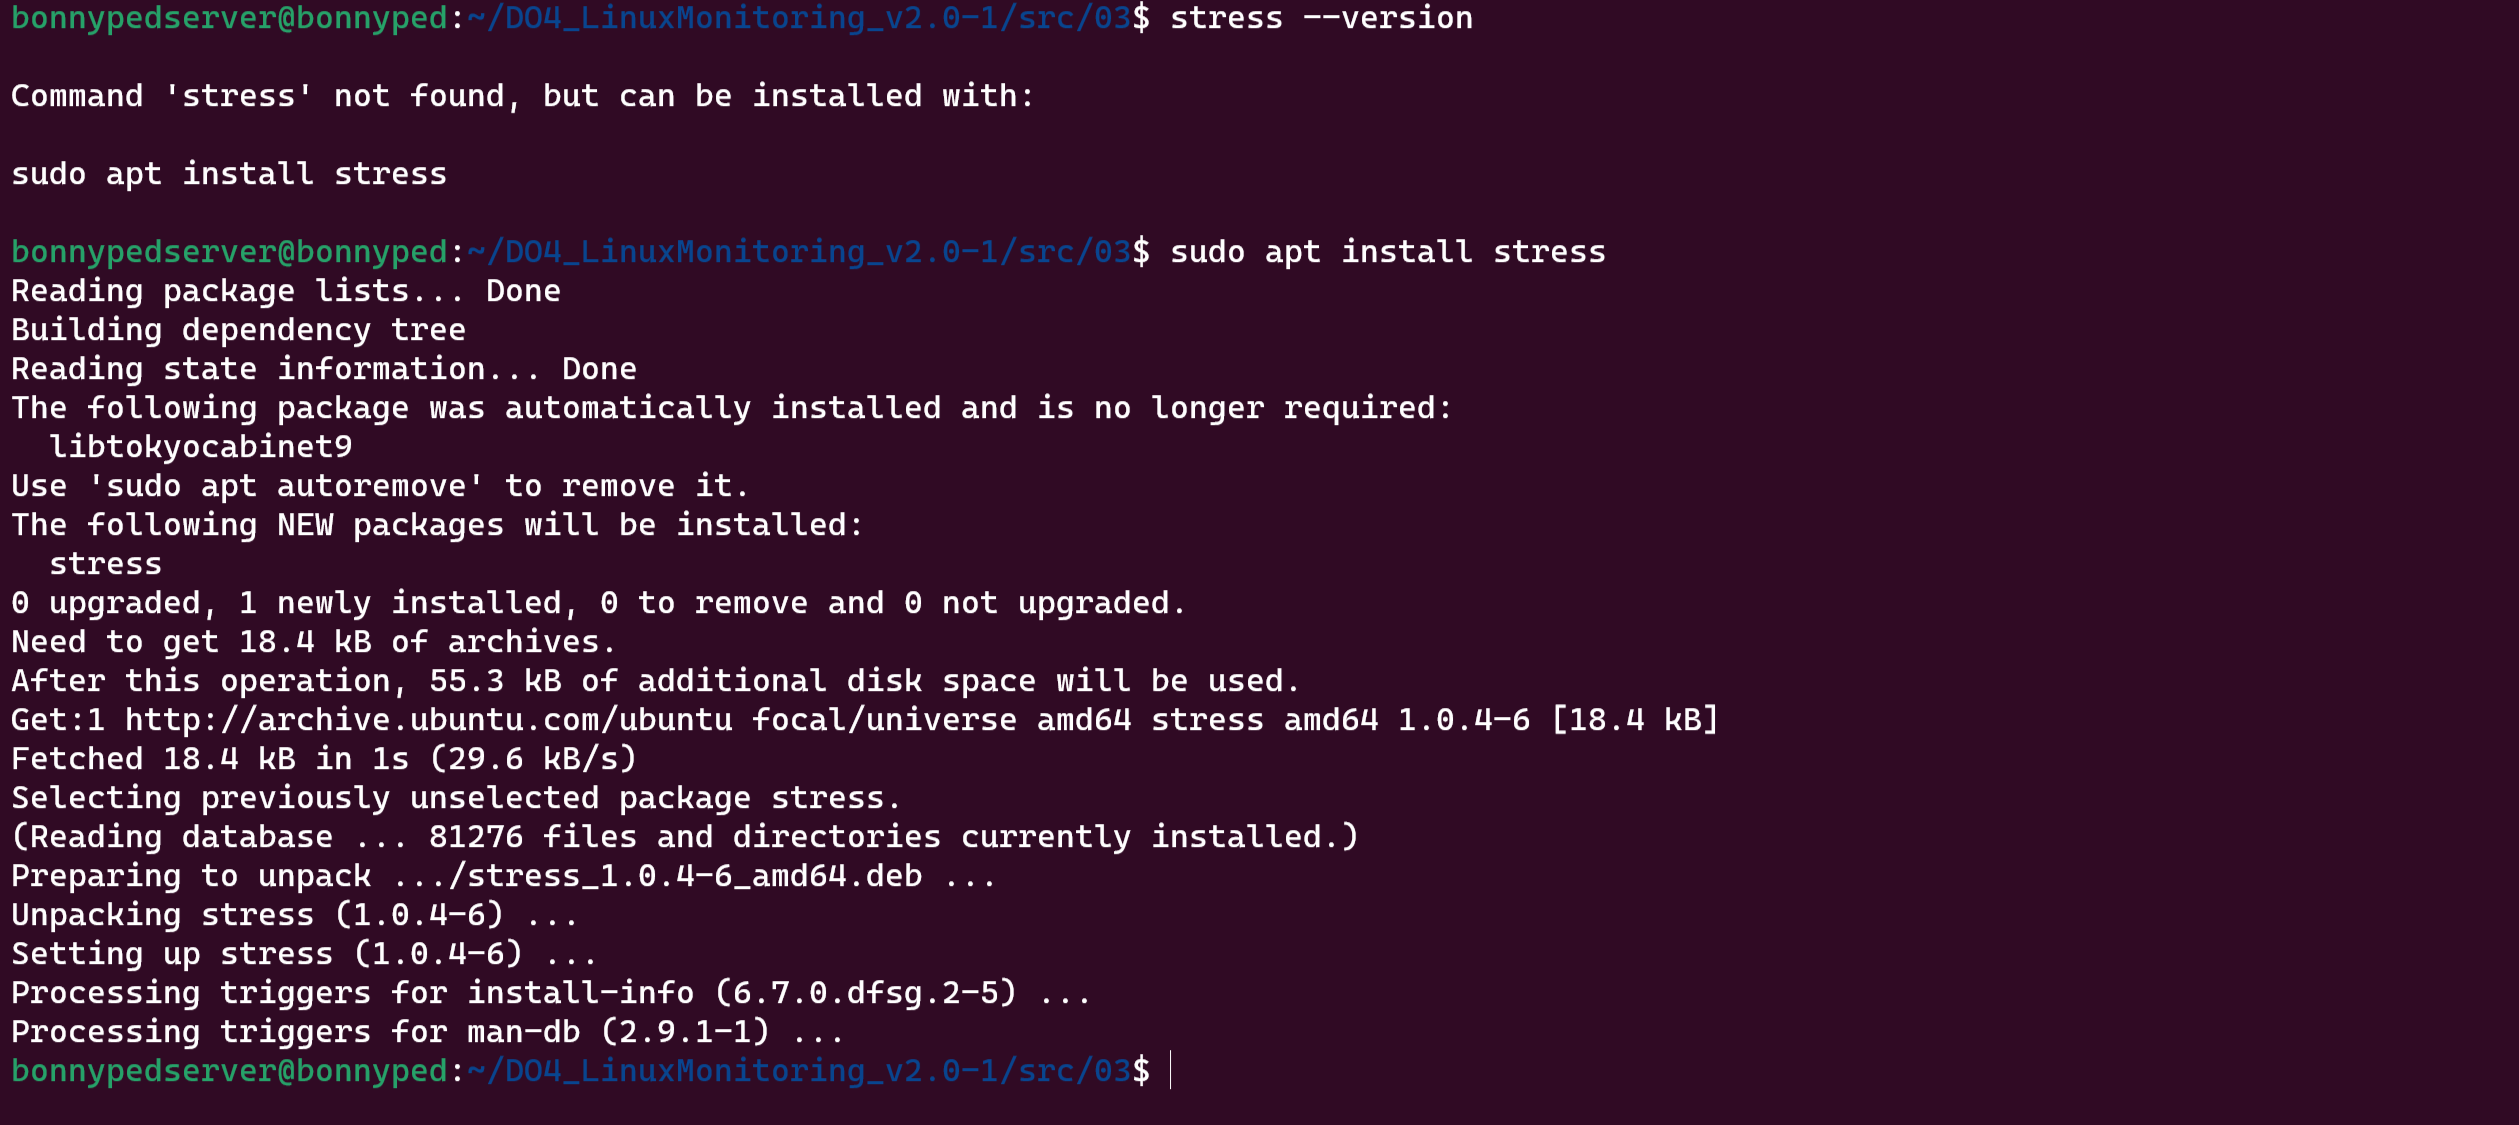 bonnypedserver@bonnyped:~/DO4_LinuxMonitoring_v2.0-1/src/03$ stress --version
Command 'stress' not found, but can be installed with:
sudo apt install stress
bonnypedserver@bonnyped:~/DO4_LinuxMonitoring_v2.0-1/src/03$ sudo apt install stress
Reading package lists... Done
Building dependency tree
Reading state information... Done
The following package was automatically installed and is no longer required:
  libtokyocabinet9
Use 'sudo apt autoremove' to remove it.
The following NEW packages will be installed:
  stress
0 upgraded, 1 newly installed, 0 to remove and 0 not upgraded.
Need to get 18.4 kB of archives.
After this operation, 55.3 kB of additional disk space will be used.
Get:1 http://archive.ubuntu.com/ubuntu focal/universe amd64 stress amd64 1.0.4-6 [18.4 kB]
Fetched 18.4 kB in 1s (29.6 kB/s)
Selecting previously unselected package stress.
(Reading database ... 81276 files and directories currently installed.)
Preparing to unpack .../stress_1.0.4-6_amd64.deb ...
Unpacking stress (1.0.4-6) ...
Setting up stress (1.0.4-6) ...
Processing triggers for install-info (6.7.0.dfsg.2-5) ...
Processing triggers for man-db (2.9.1-1) ...
bonnypedserver@bonnyped:~/DO4_LinuxMonitoring_v2.0-1/src/03$